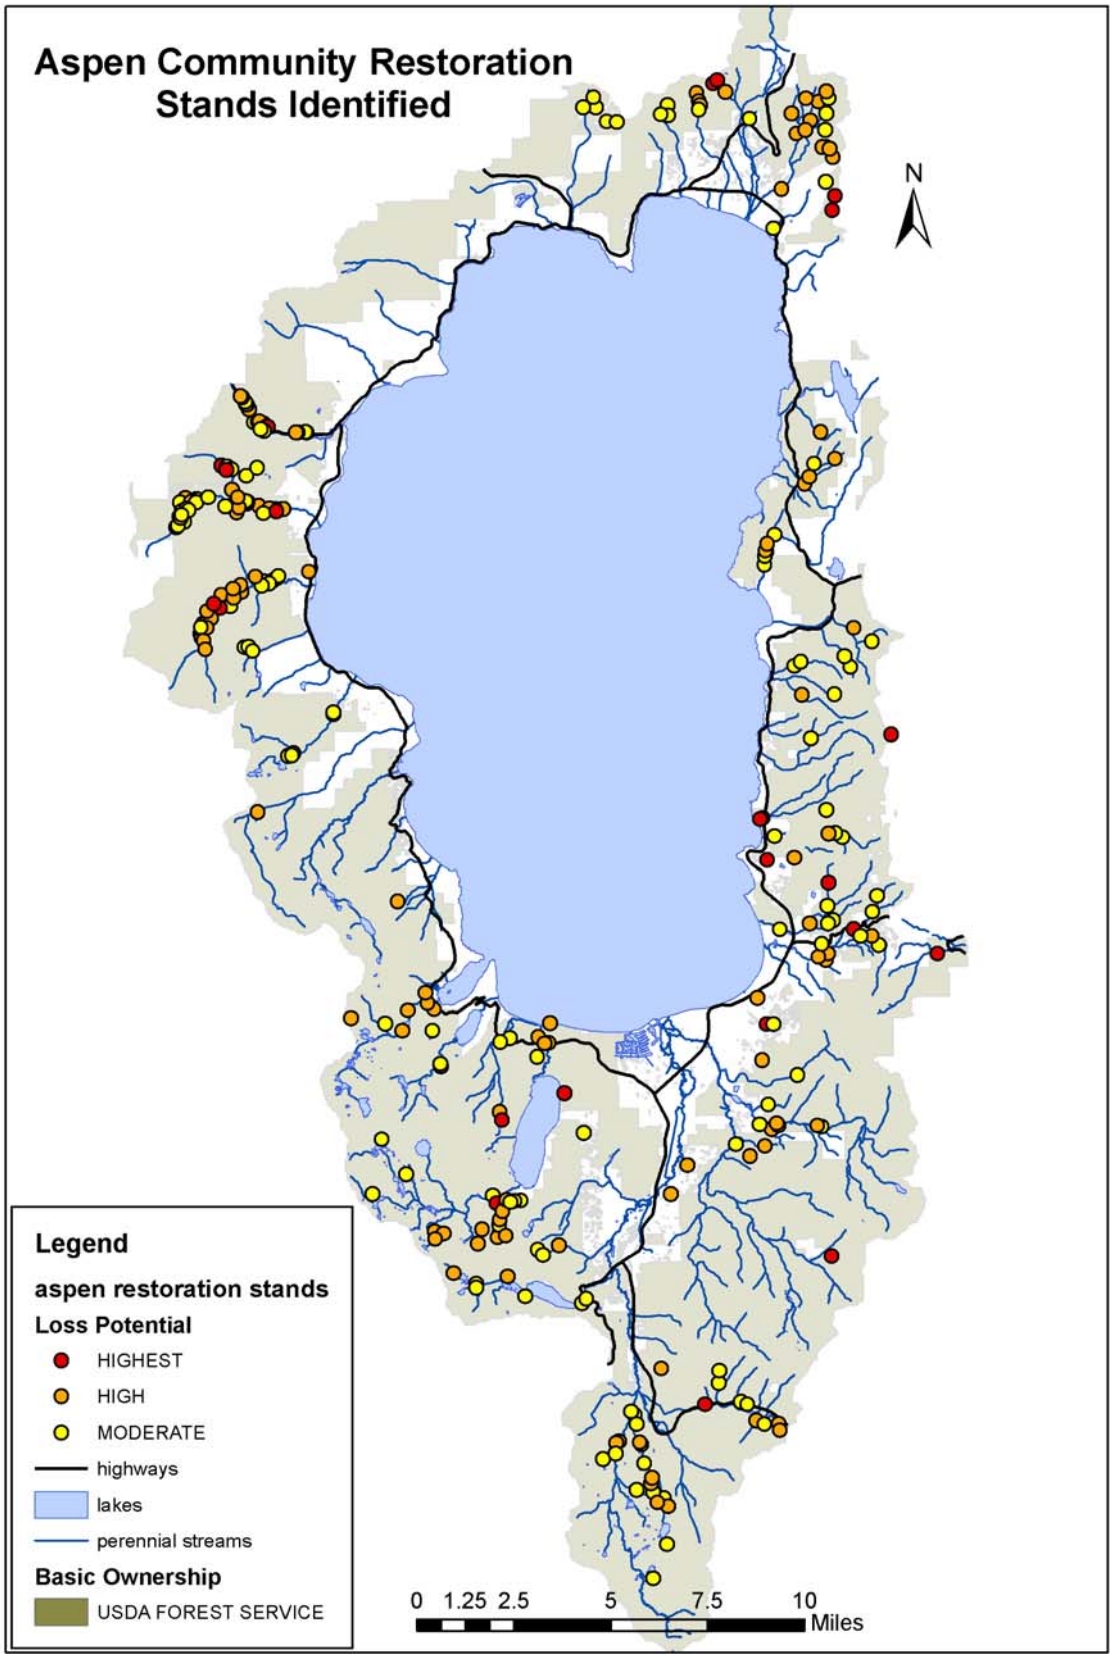 Aspen Community Restoration
Stands Identified
N
Legend
aspen restoration stands
Loss Potential
HIGHEST
HIGH
MODERATE
highways
lakes
perennial streams
Basic Ownership
USDA FOREST SERVICE
0 1.25 2.5 5 7.5 10
Miles